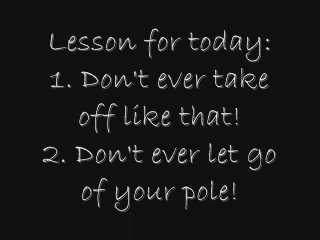 Lesson for today:
1. Don't ever take
off like that!
2. Don't ever let go
of your pole!